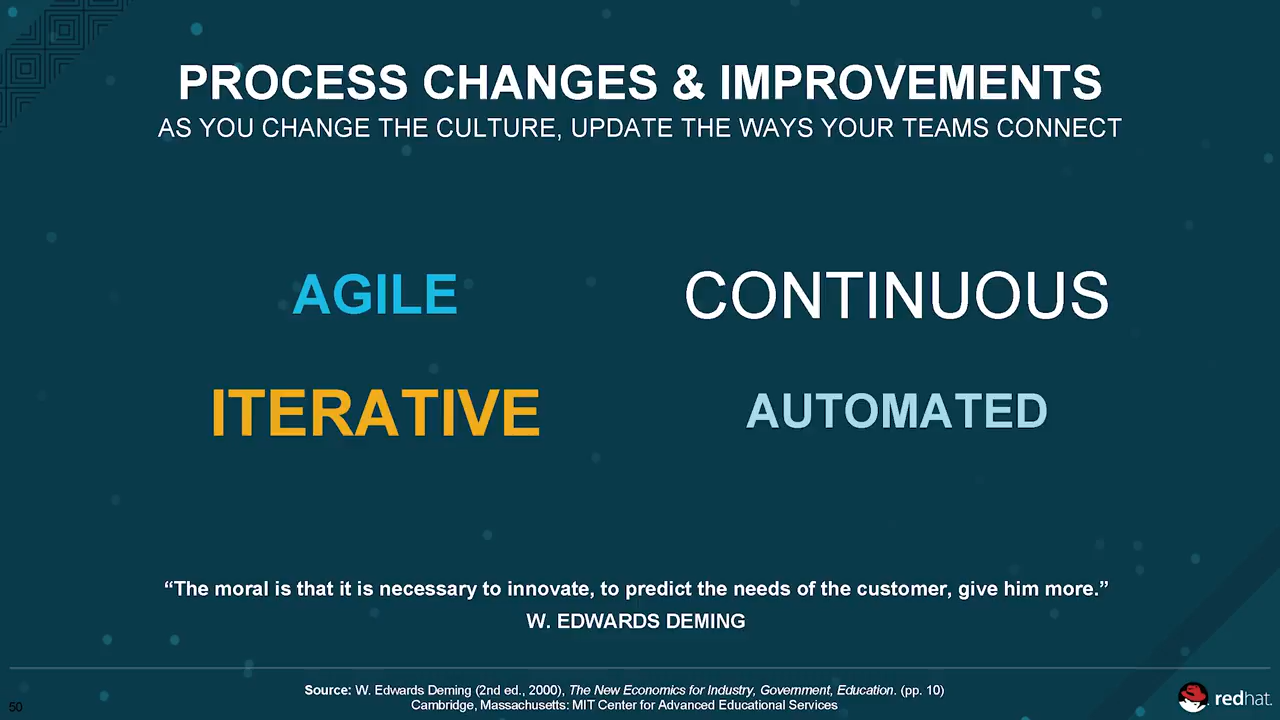 PROCESS CHANGES & IMPROVEMENTS
AS YOU CHANGE THE CULTURE, UPDATE THE WAYS YOUR TEAMS CONNECT
AGILE
CONTINUOUS
ITERATIVE
AUTOMATED
“The moral is that it is necessary to innovate, to predict the needs of the customer, give him more.”
W. EDWARDS DEMING
Source: W. Edwards Deming (2nd ed., 2000), The New Economics for Industry, Government, Education. (pp. 10)
Cambridge, Massachusetts: MIT Center for Advanced Educational Services
50
redhat.